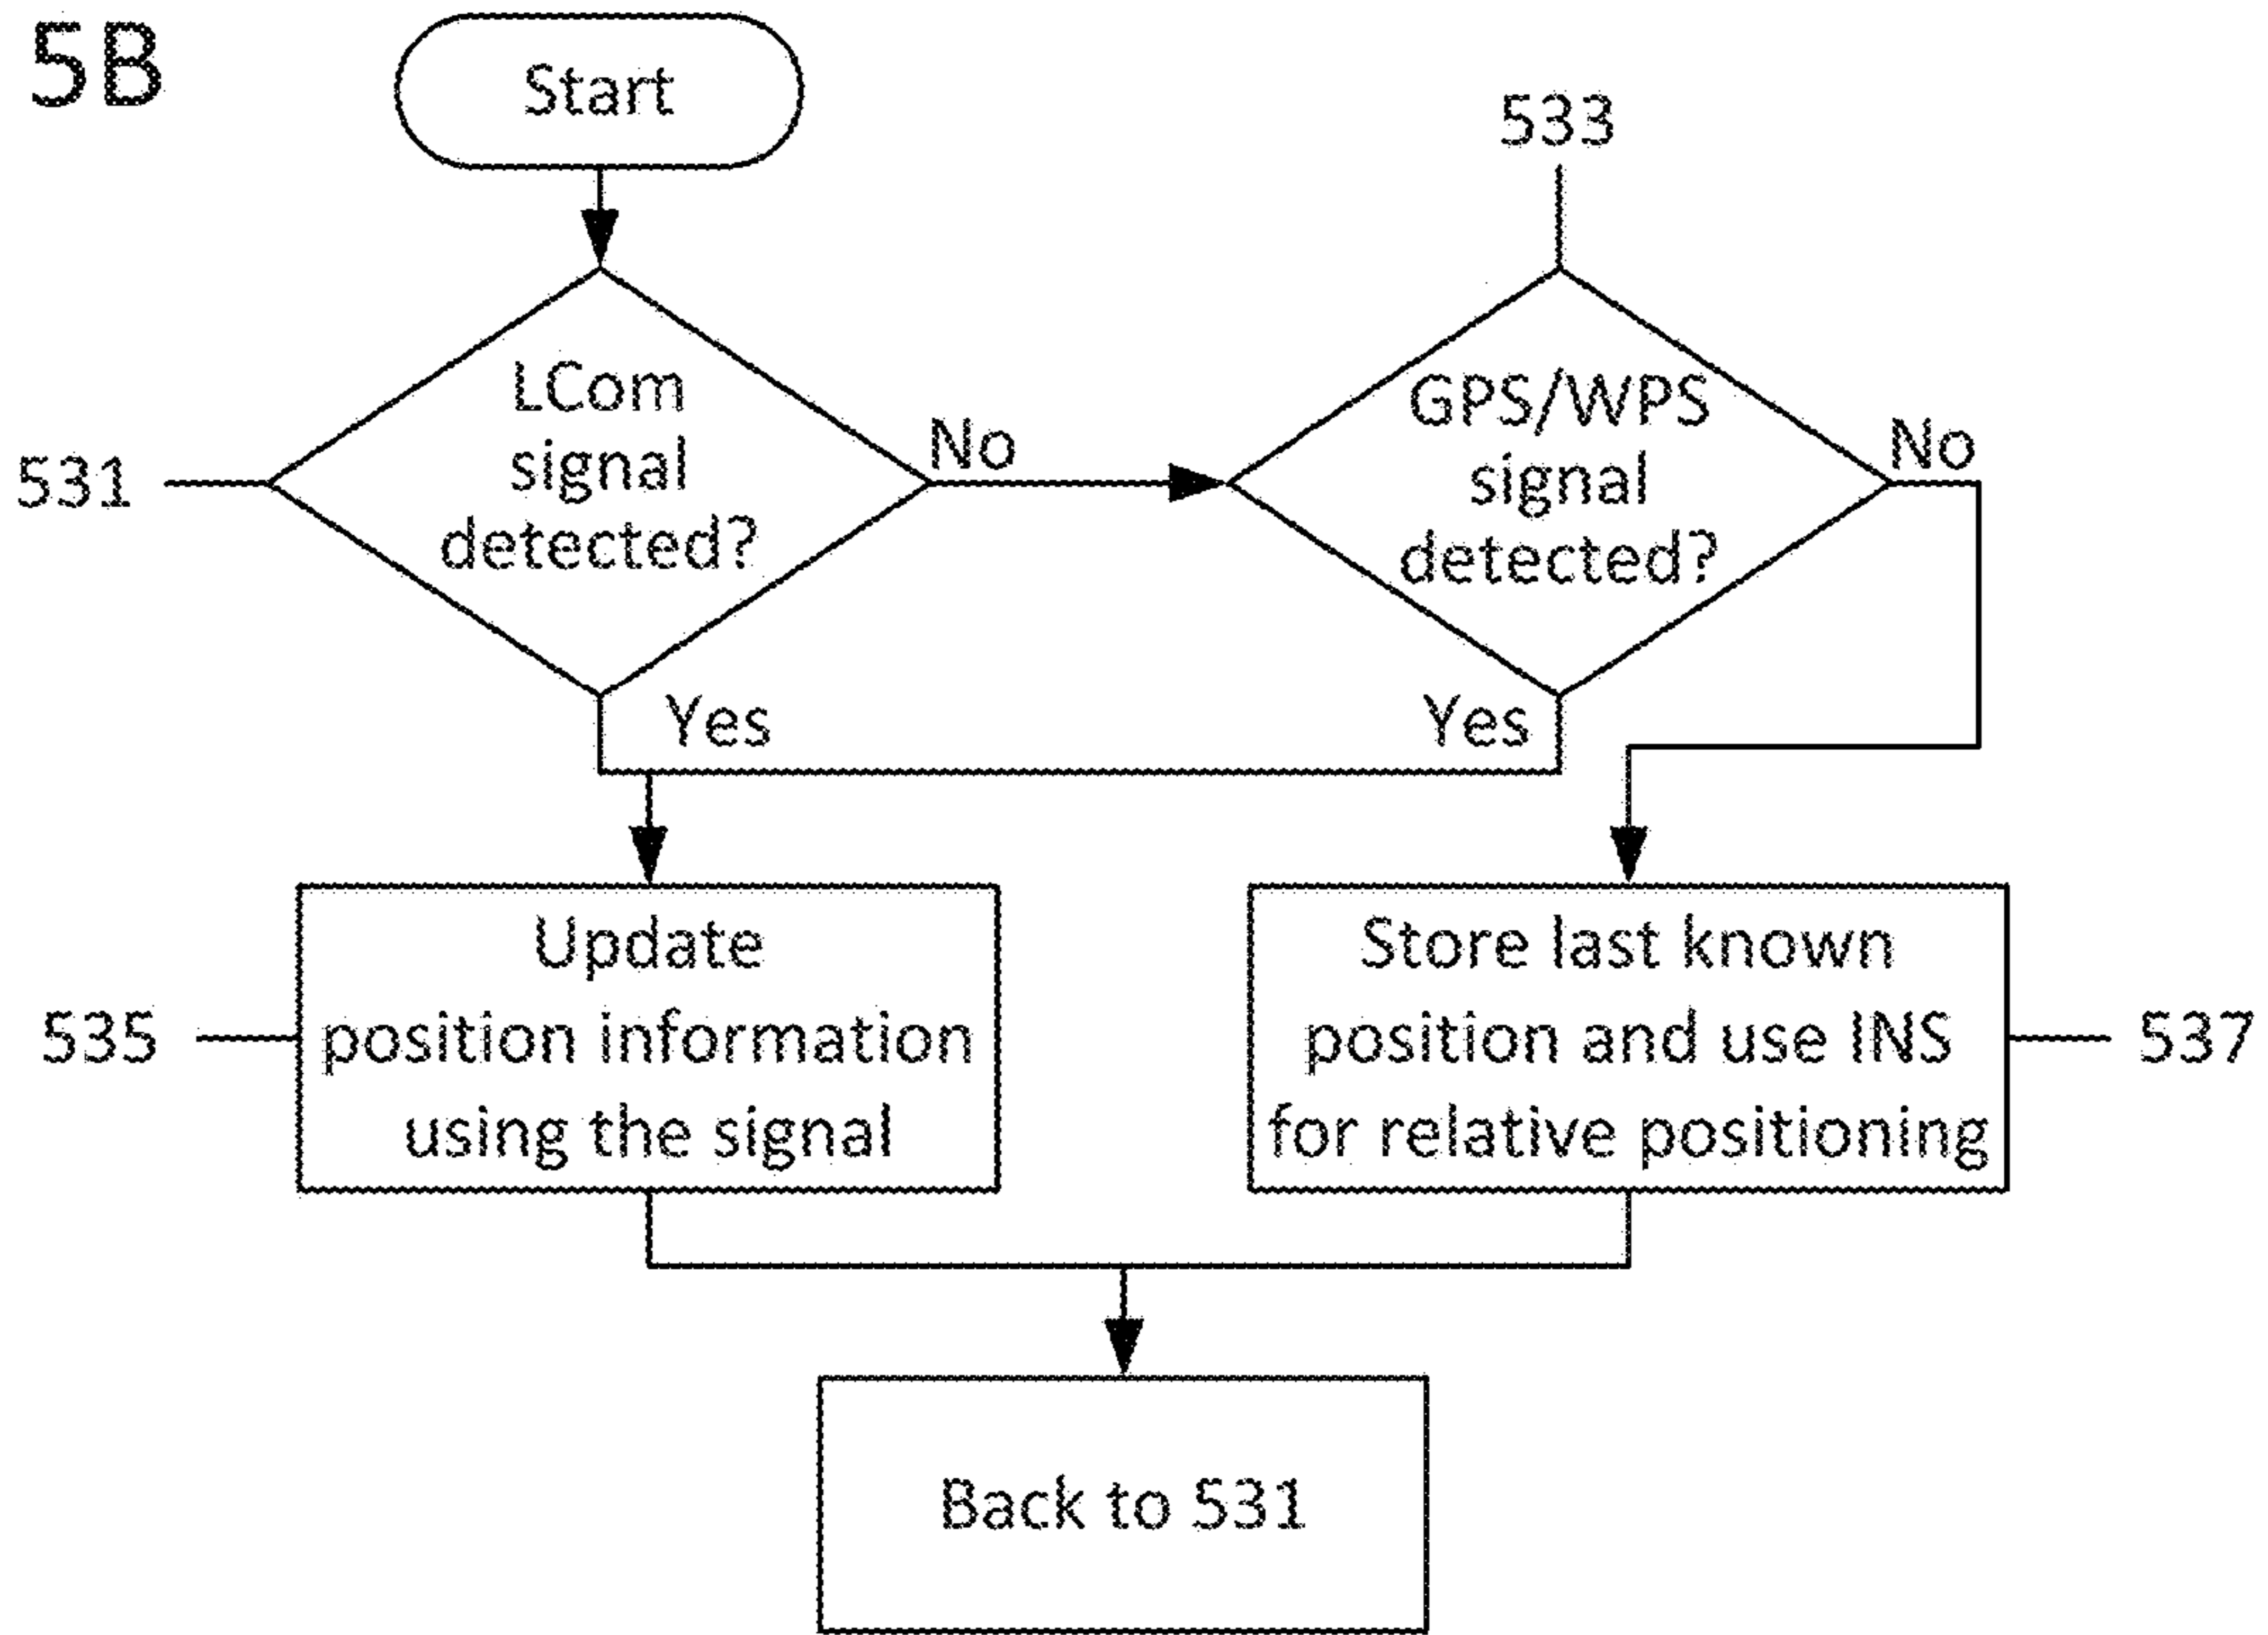 5B
Start
533
LCom
signal
detected?
531
No
GPS/WPS
signal
detected?
No
Yes
Yes
Update
position information
using the signal
535
Store last known
position and use INS
for relative positioning
537
Back to 531